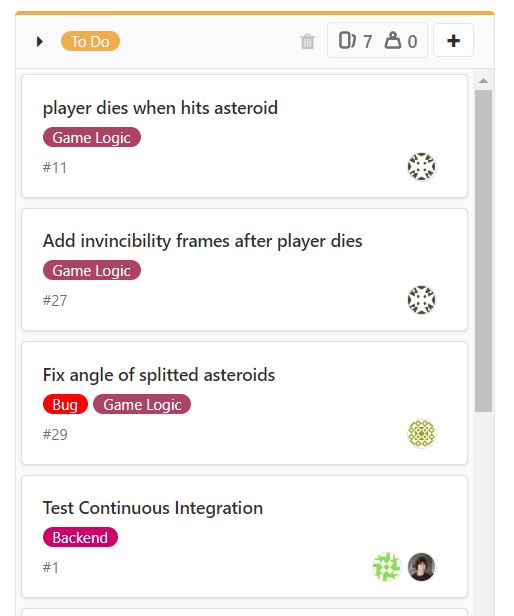 To Do 7 0 +
player dies when hits asteroid
Game Logic
#11
Add invincibility frames after player dies
Game Logic
#27
Fix angle of splitted asteroids
Bug Game Logic
#29
Test Continuous Integration
Backend
#1